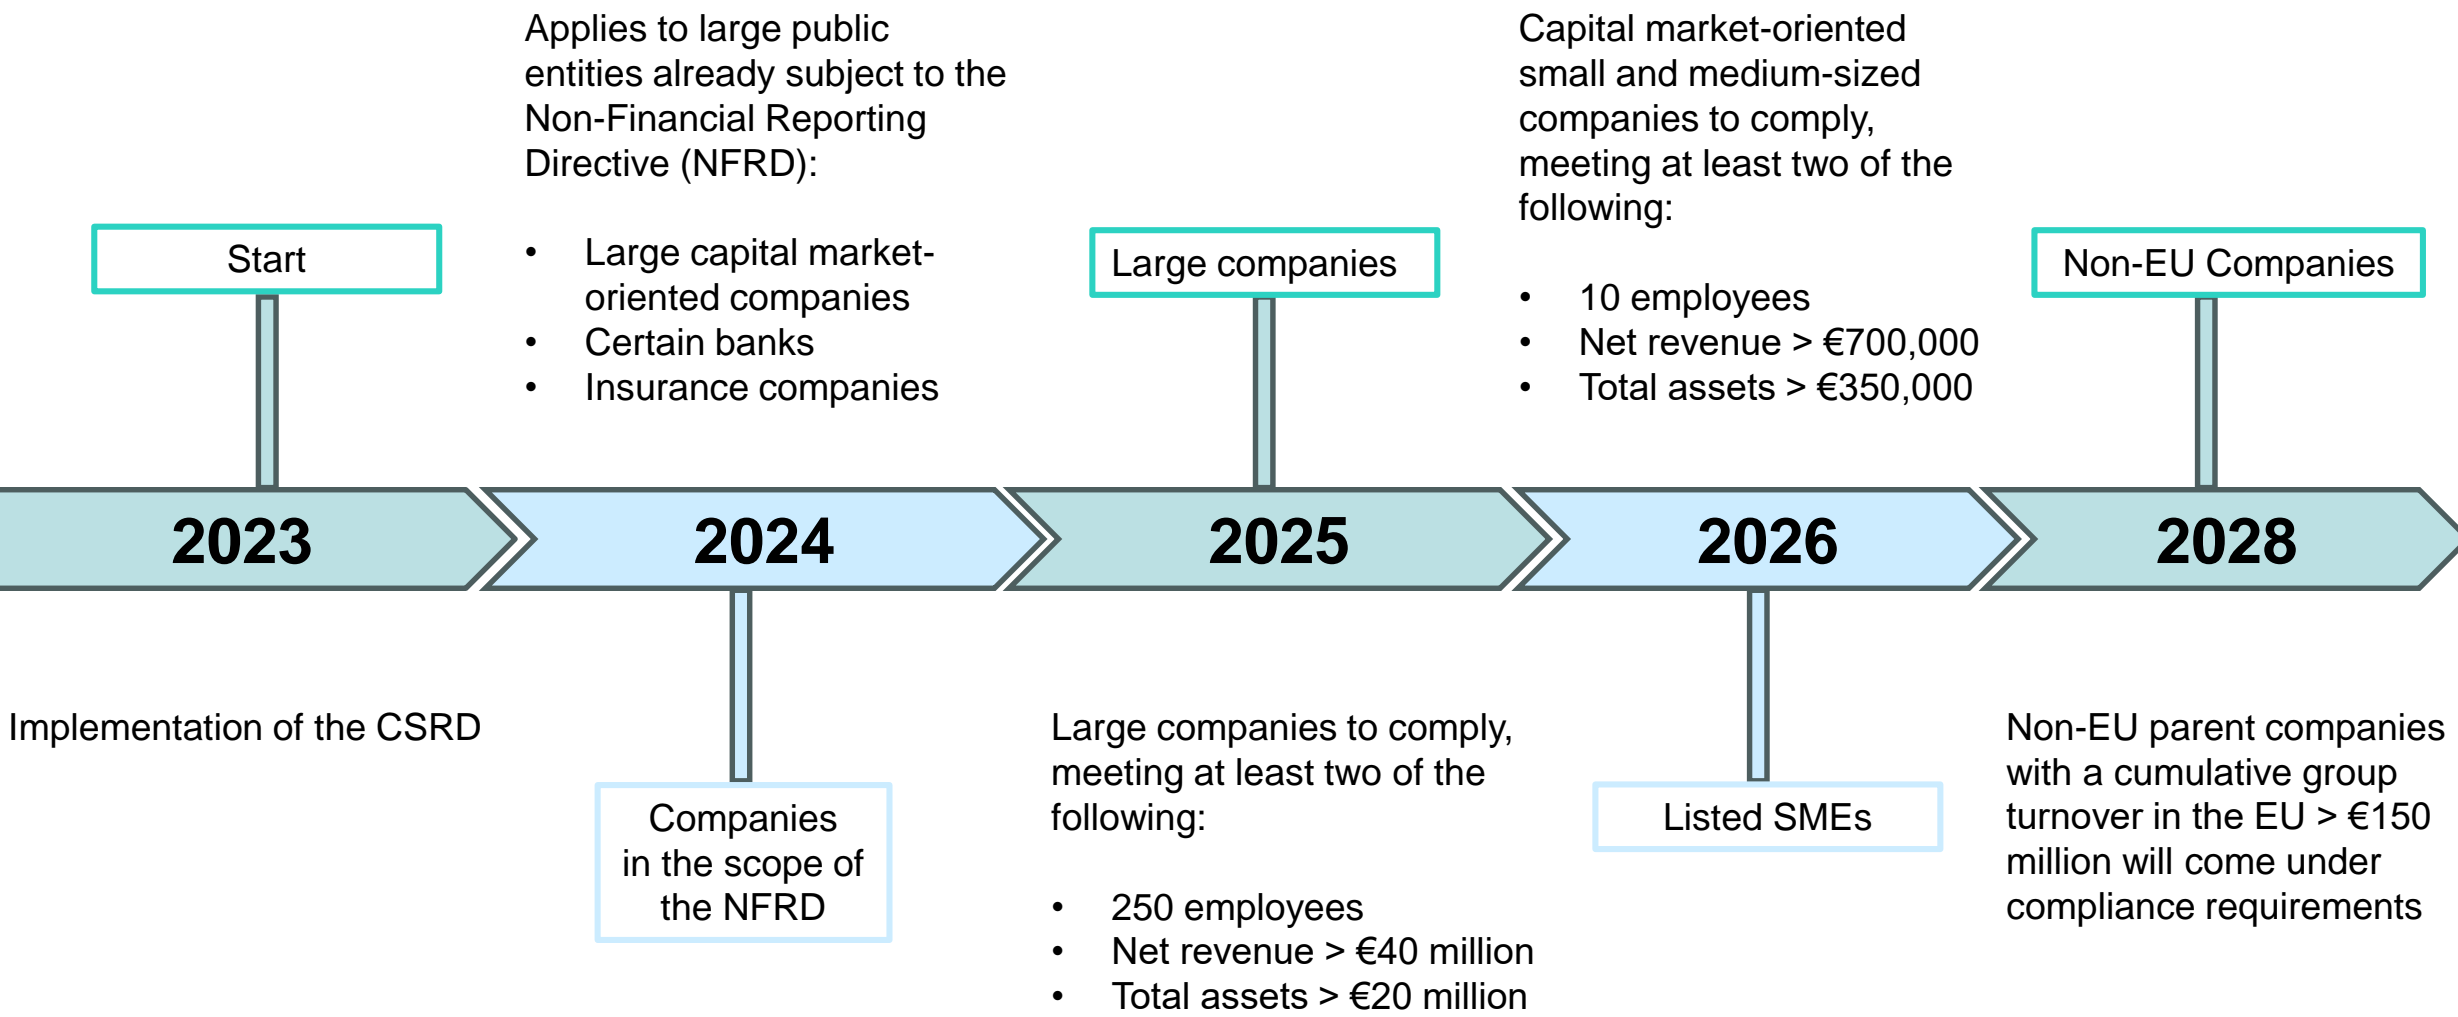 Start
2023
Implementation of the CSRD
Applies to large public
entities already subject to the
Non-Financial Reporting
Directive (NFRD):
• Large capital market-
oriented companies
• Certain banks
• Insurance companies
2024
Companies
in the scope of
the NFRD
Large companies
2025
Large companies to comply,
meeting at least two of the
following:
• 250 employees
• Net revenue > €40 million
• Total assets > €20 million
Capital market-oriented
small and medium-sized
companies to comply,
meeting at least two of the
following:
• 10 employees
• Net revenue > €700,000
• Total assets > €350,000
2026
Listed SMEs
Non-EU Companies
2028
Non-EU parent companies
with a cumulative group
turnover in the EU > €150
million will come under
compliance requirements